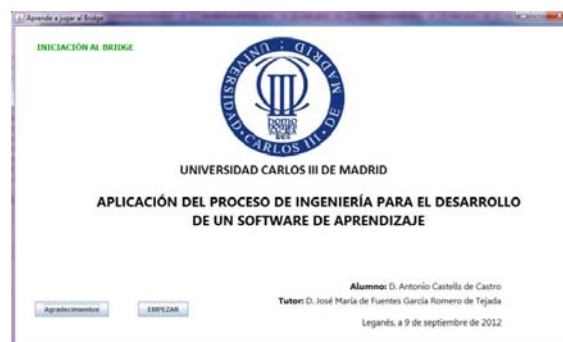 Aprende a jugar al Bridge
INICIACIÓN AL BRIDGE
UNIVERSIDAD · CARLOS III · DE MADRID
UNIVERSIDAD CARLOS III DE MADRID
APLICACIÓN DEL PROCESO DE INGENIERÍA PARA EL DESARROLLO
DE UN SOFTWARE DE APRENDIZAJE
Alumno: D. Antonio Castells de Castro
Tutor: D. José María de Fuentes García Romero de Tejada
Agradecimientos EMPEZAR
Leganés, a 9 de septiembre de 2012